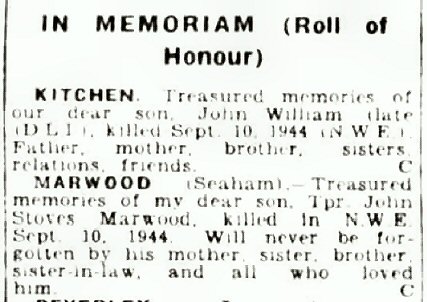 IN MEMORIAM (Roll of
Honour)
KITCHEN. Treasured memories of
our dear son, John William (late
(D L I), killed Sept. 10, 1944 (N.W.E.).
Father, mother, brother, sisters,
relations, friends. C
MARWOOD (Seaham).—Treasured
memories of my dear son, Tpr. John
Stoves Marwood, killed in N.W.E.
Sept. 10, 1944. Will never be for-
gotten by his mother, sister, brother,
sister-in-law, and all who loved
him. C